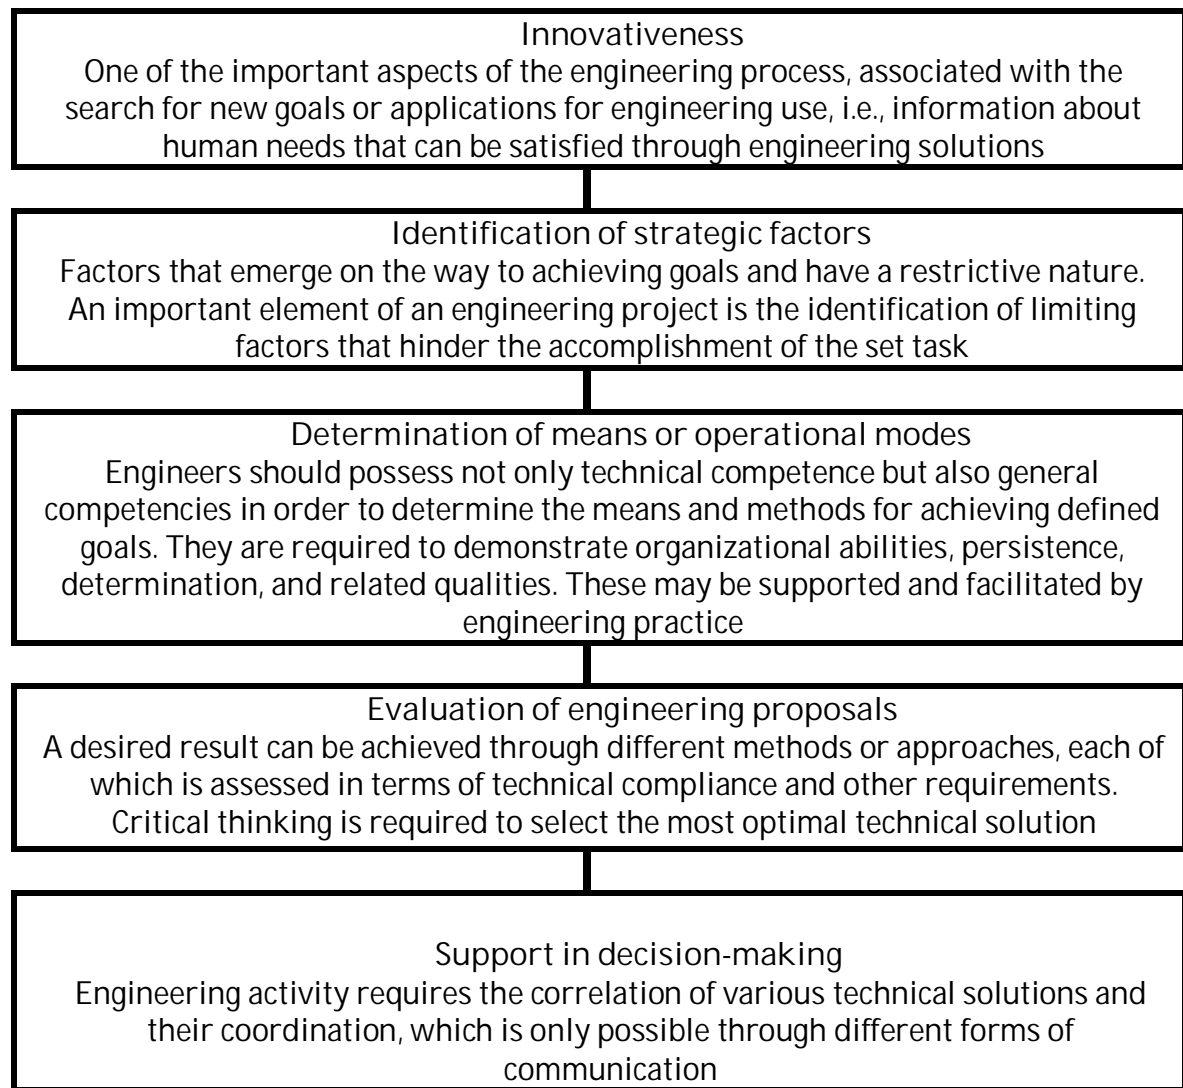 Innovativeness
One of the important aspects of the engineering process, associated with the
search for new goals or applications for engineering use, i.e., information about
human needs that can be satisfied through engineering solutions
Identification of strategic factors
Factors that emerge on the way to achieving goals and have a restrictive nature.
An important element of an engineering project is the identification of limiting
factors that hinder the accomplishment of the set task
Determination of means or operational modes
Engineers should possess not only technical competence but also general
competencies in order to determine the means and methods for achieving defined
goals. They are required to demonstrate organizational abilities, persistence,
determination, and related qualities. These may be supported and facilitated by
engineering practice
Evaluation of engineering proposals
A desired result can be achieved through different methods or approaches, each of
which is assessed in terms of technical compliance and other requirements.
Critical thinking is required to select the most optimal technical solution
Support in decision-making
Engineering activity requires the correlation of various technical solutions and
their coordination, which is only possible through different forms of
communication